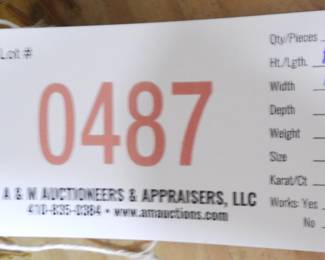 Lot #
0487
A & W AUCTIONEERS & APPRAISERS, LLC
410-835-0384 • www.amauctions.com
Qty/Pieces
Ht./Lgth.
Width
Depth
Weight
Size
Karat/Ct
Works: Yes
No